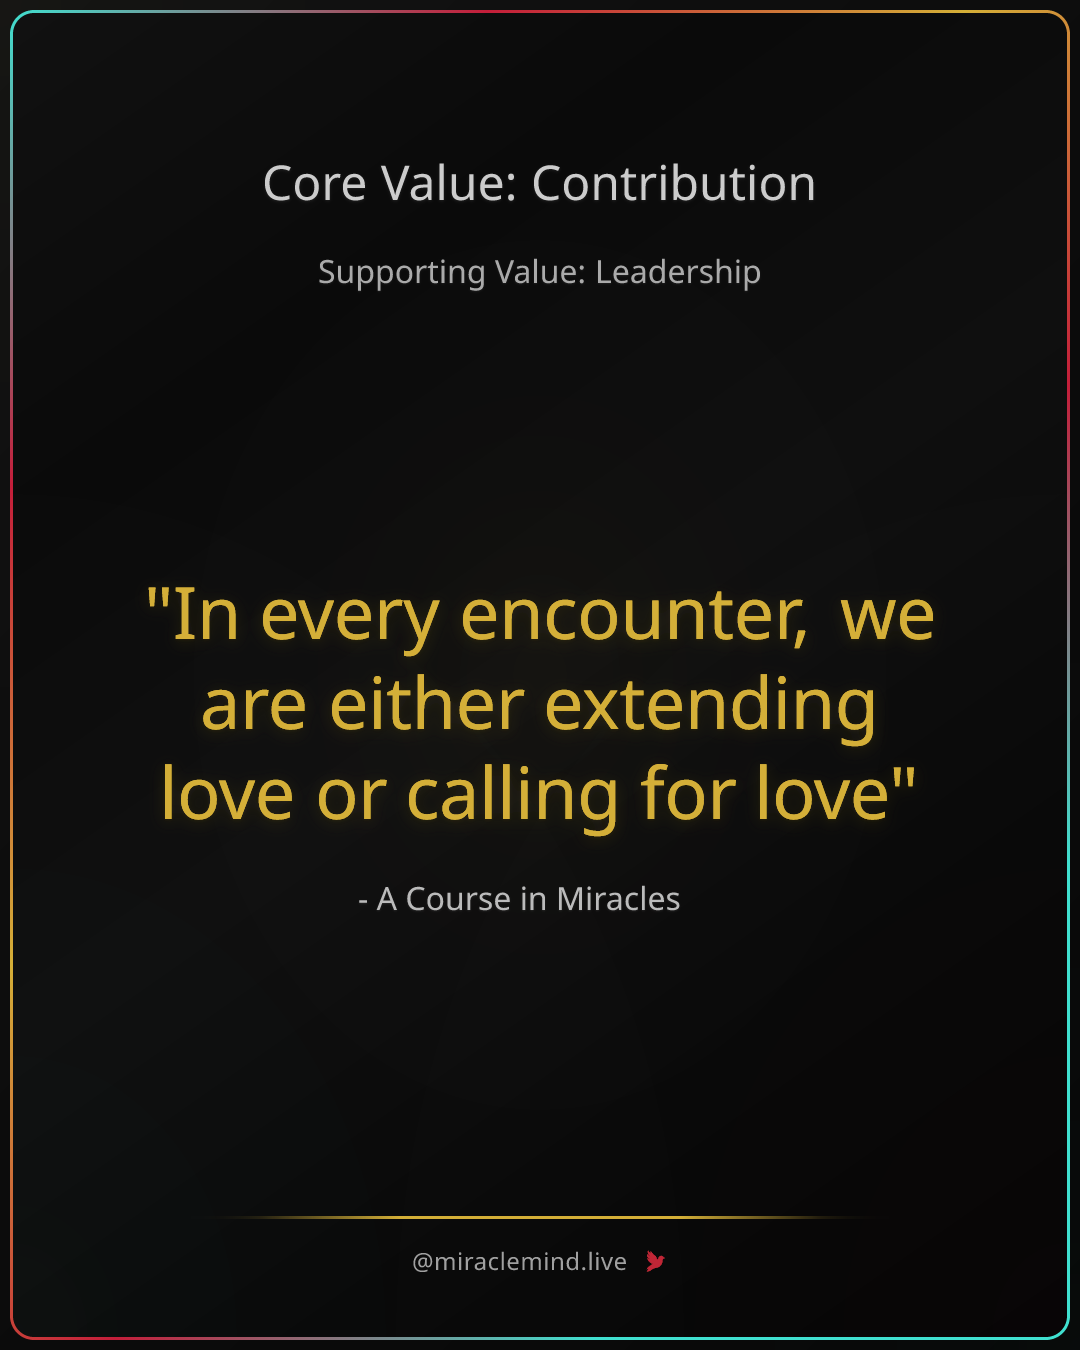 Core Value: Contribution
Supporting Value: Leadership
"In every encounter, we
are either extending
love or calling for love"
- A Course in Miracles
@miraclemind.live